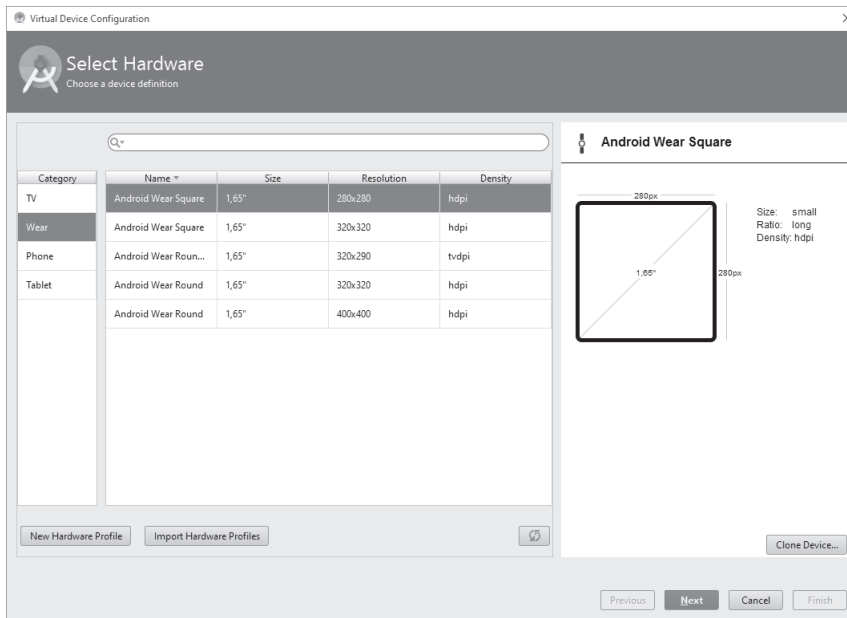 Virtual Device Configuration
Select Hardware
Choose a device definition
Category
TV
Wear
Phone
Tablet
Name Size Resolution Density
Android Wear Square 1,65" 280x280 hdpi
Android Wear Square 1,65" 320x320 hdpi
Android Wear Roun... 1,65" 320x290 tvdpi
Android Wear Round 1,65" 320x320 hdpi
Android Wear Round 1,65" 400x400 hdpi
New Hardware Profile Import Hardware Profiles
Android Wear Square
280px
1,65"
280px
Size: small
Ratio: long
Density: hdpi
Clone Device...
Previous Next Cancel Finish